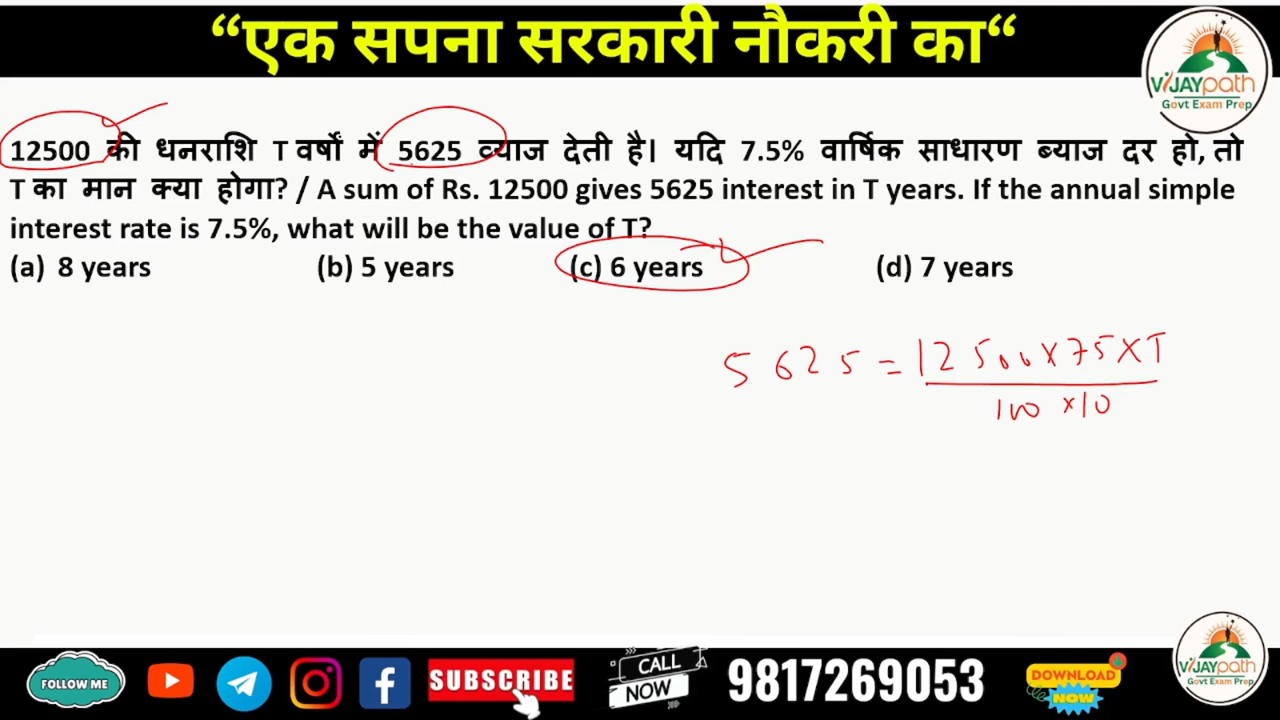 “एक सपना सरकारी नौकरी का“
VIJAYpath
Govt Exam Prep
12500 की धनराशि T वर्षों में 5625 ब्याज देती है। यदि 7.5% वार्षिक साधारण ब्याज दर हो, तो
T का मान क्या होगा? / A sum of Rs. 12500 gives 5625 interest in T years. If the annual simple
interest rate is 7.5%, what will be the value of T?
(a) 8 years (b) 5 years (c) 6 years (d) 7 years
5625 = 12500 x 75 x T
100 x 10
VIJAYpath
Govt Exam Prep
FOLLOW ME
SUBSCRIBE
CALL
NOW
9817269053
DOWNLOAD
NOW